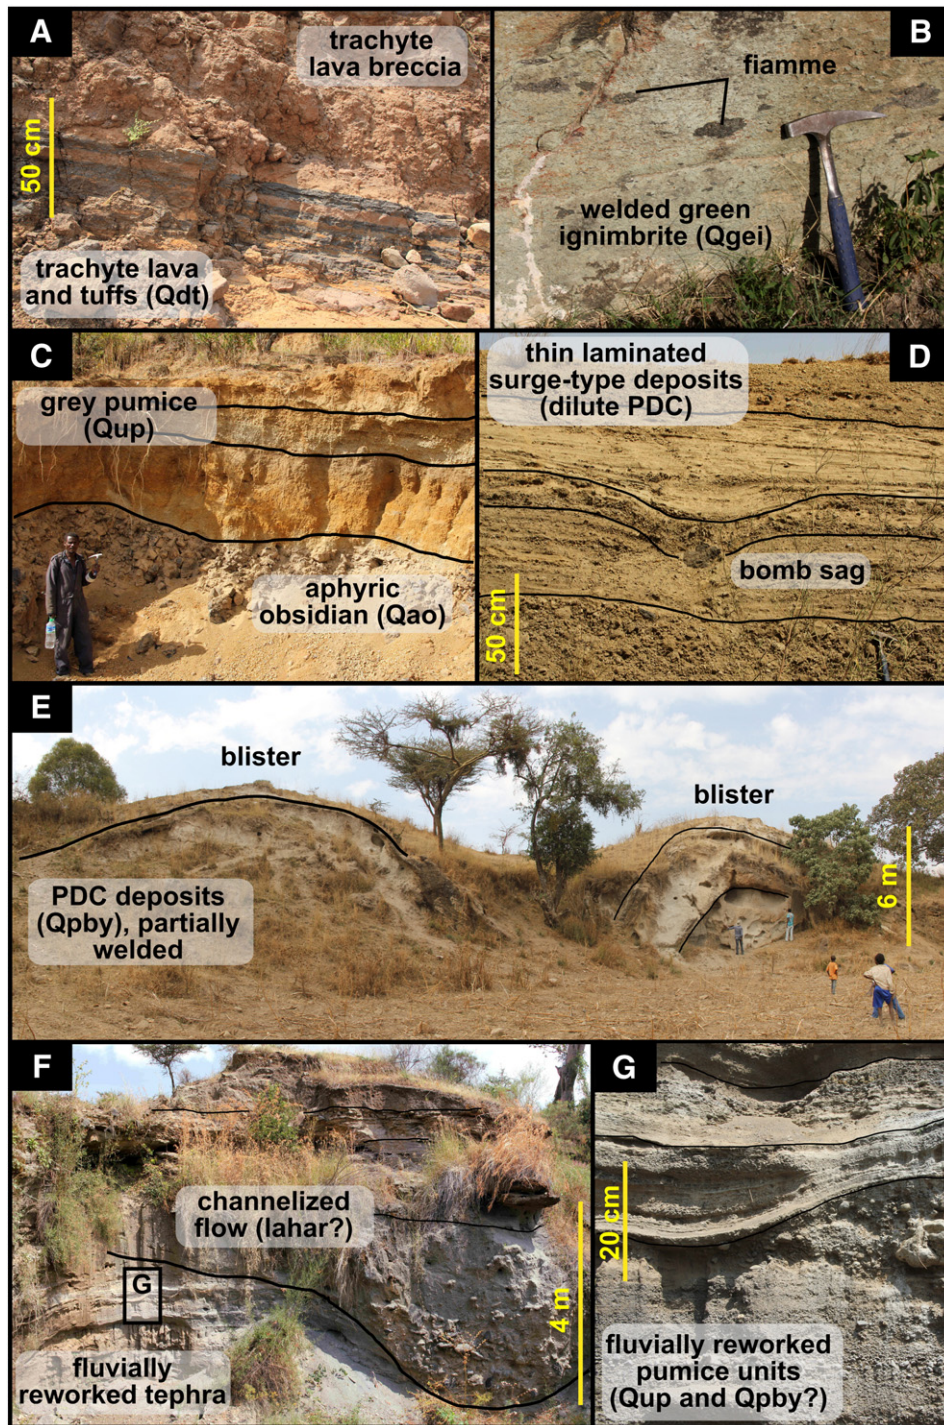 A
trachyte
lava breccia
50 cm
trachyte lava
and tuffs (Qdt)
B
fiamme
welded green
ignimbrite (Qgei)
C
grey pumice
(Qup)
aphyric
obsidian (Qao)
D
thin laminated
surge-type deposits
(dilute PDC)
bomb sag
50 cm
E
blister
blister
PDC deposits
(Qpby), partially
welded
6 m
F
channelized
flow (lahar?)
G
4 m
fluvially
reworked tephra
G
20 cm
fluvially reworked
pumice units
(Qup and Qpby?)